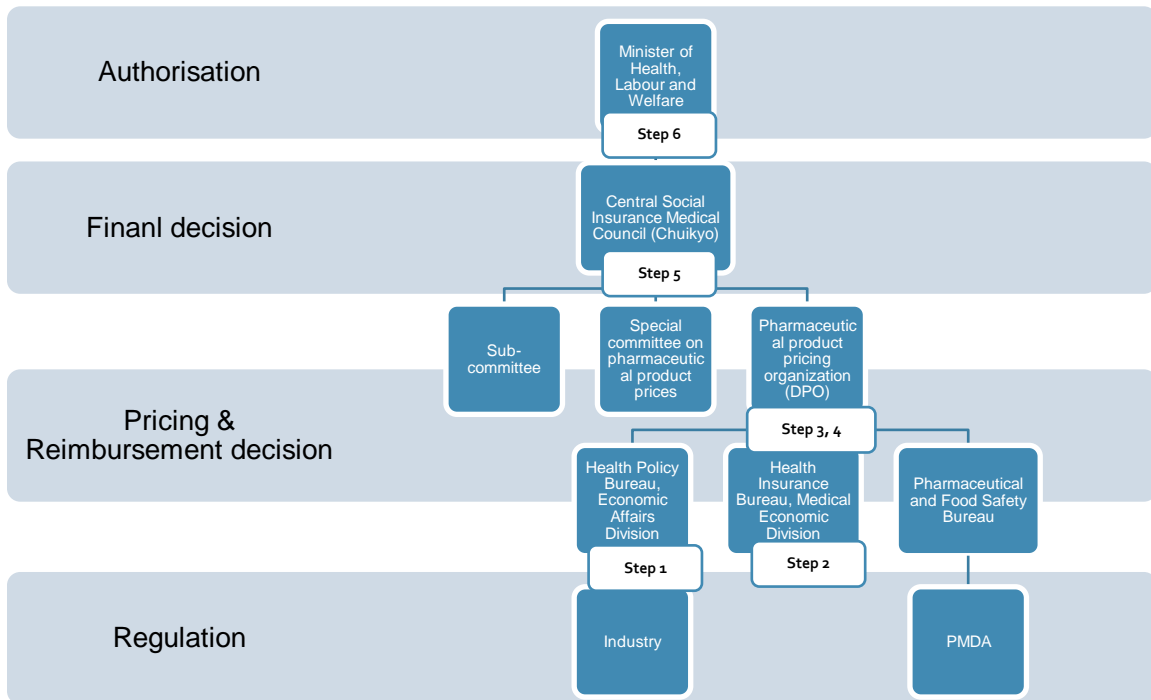 Authorisation
Minister of
Health,
Labour and
Welfare
Step 6
Finanl decision
Central Social
Insurance Medical
Council (Chuikyo)
Step 5
Sub-
committee
Special
committee on
pharmaceutic
al product
prices
Pharmaceutic
al product
pricing
organization
(DPO)
Pricing &
Reimbursement decision
Step 3, 4
Health Policy
Bureau,
Economic
Affairs
Division
Health
Insurance
Bureau, Medical
Economic
Division
Pharmaceutical
and Food Safety
Bureau
Step 1
Step 2
Regulation
Industry
PMDA